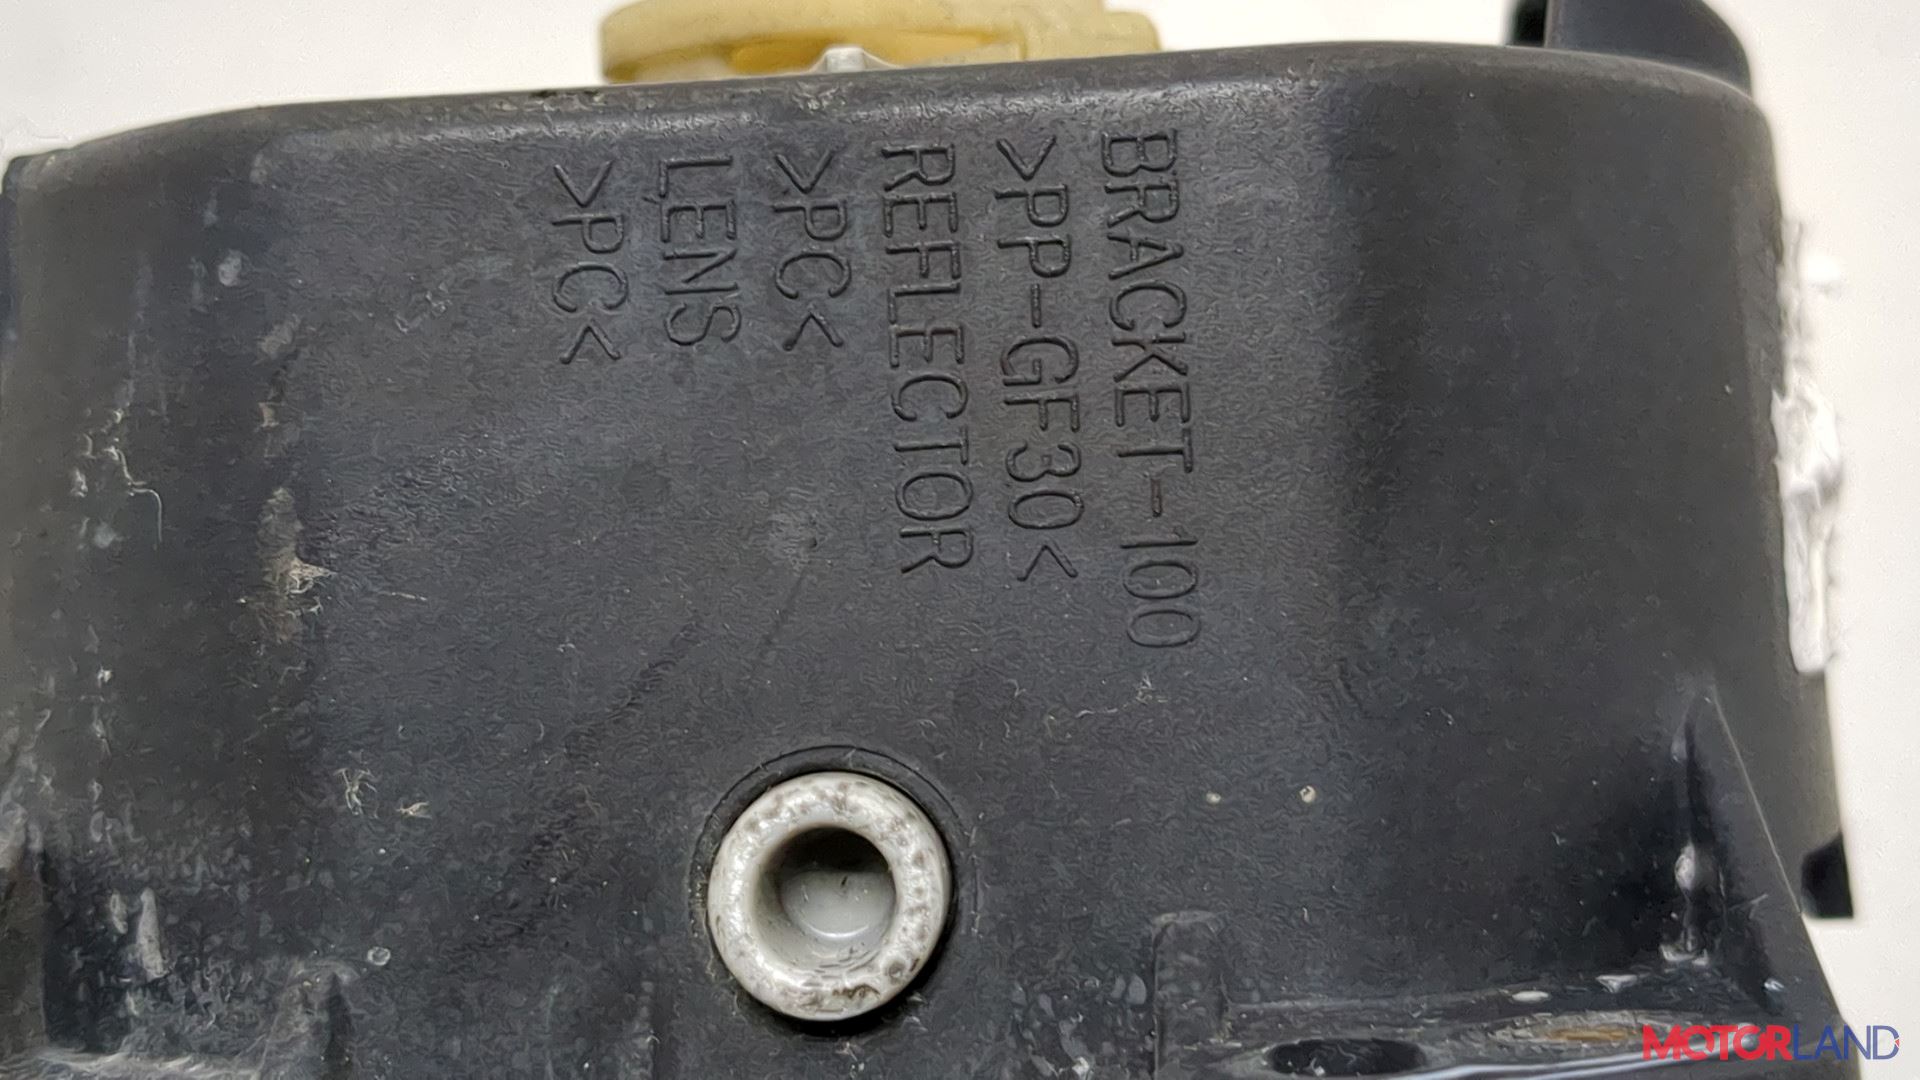 BRACKET-100
>PP-GF30<
REFLECTOR
>PC<
LENS
>PC<
MOTORLAND